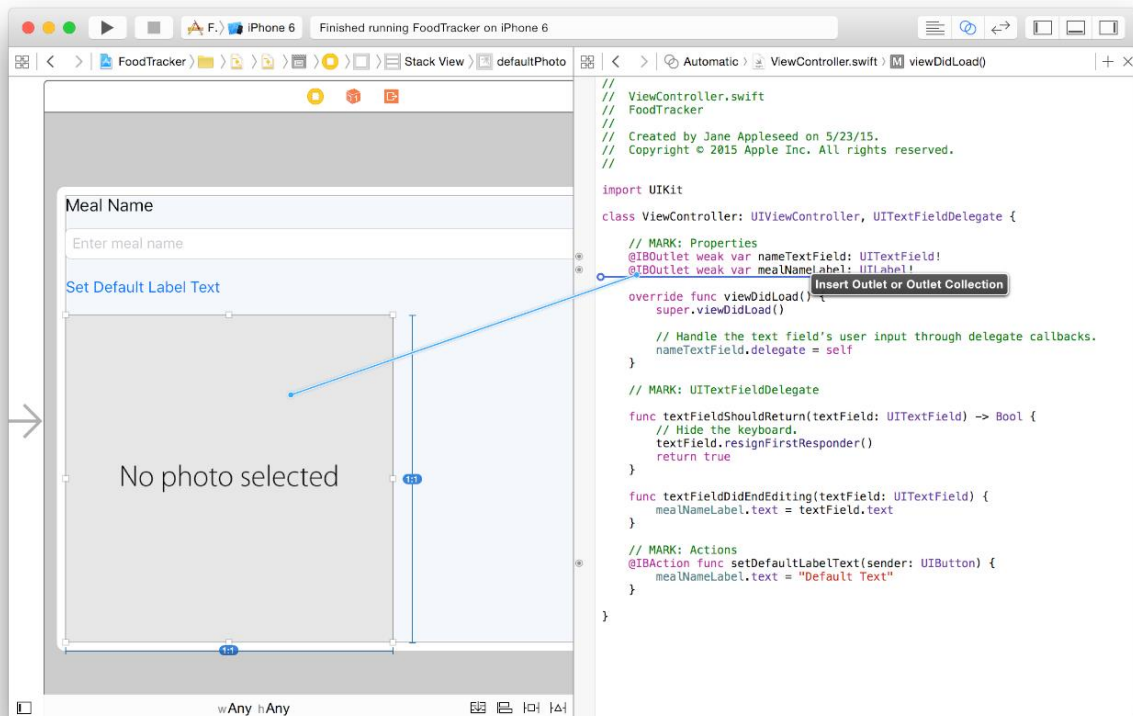 F. iPhone 6 Finished running FoodTracker on iPhone 6
FoodTracker Stack View defaultPhoto Automatic ViewController.swift M viewDidLoad()
Meal Name
Enter meal name
Set Default Label Text
No photo selected
1:1
1:1
wAny hAny
//
// ViewController.swift
// FoodTracker
//
// Created by Jane Appleseed on 5/23/15.
// Copyright © 2015 Apple Inc. All rights reserved.
//
import UIKit
class ViewController: UIViewController, UITextFieldDelegate {
// MARK: Properties
@IBOutlet weak var nameTextField: UITextField!
@IBOutlet weak var mealNameLabel: UILabel!
Insert Outlet or Outlet Collection
override func viewDidLoad() {
super.viewDidLoad()
// Handle the text field's user input through delegate callbacks.
nameTextField.delegate = self
}
// MARK: UITextFieldDelegate
func textFieldShouldReturn(textField: UITextField) -> Bool {
// Hide the keyboard.
textField.resignFirstResponder()
return true
}
func textFieldDidEndEditing(textField: UITextField) {
mealNameLabel.text = textField.text
}
// MARK: Actions
@IBAction func setDefaultLabelText(sender: UIButton) {
mealNameLabel.text = "Default Text"
}
}